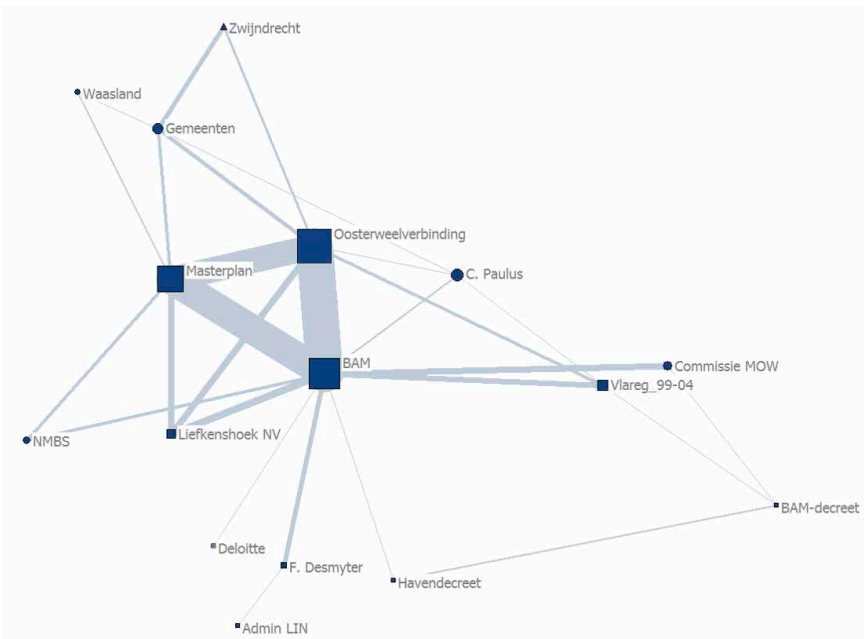 Zwijndrecht
Waasland
Gemeenten
Oosterweelverbinding
Masterplan
C. Paulus
BAM
Commissie MOW
Vlareg_99-04
Liefkenshoek NV
NMBS
BAM-decreet
Deloitte
F. Desmyter
Havendecreet
Admin LIN